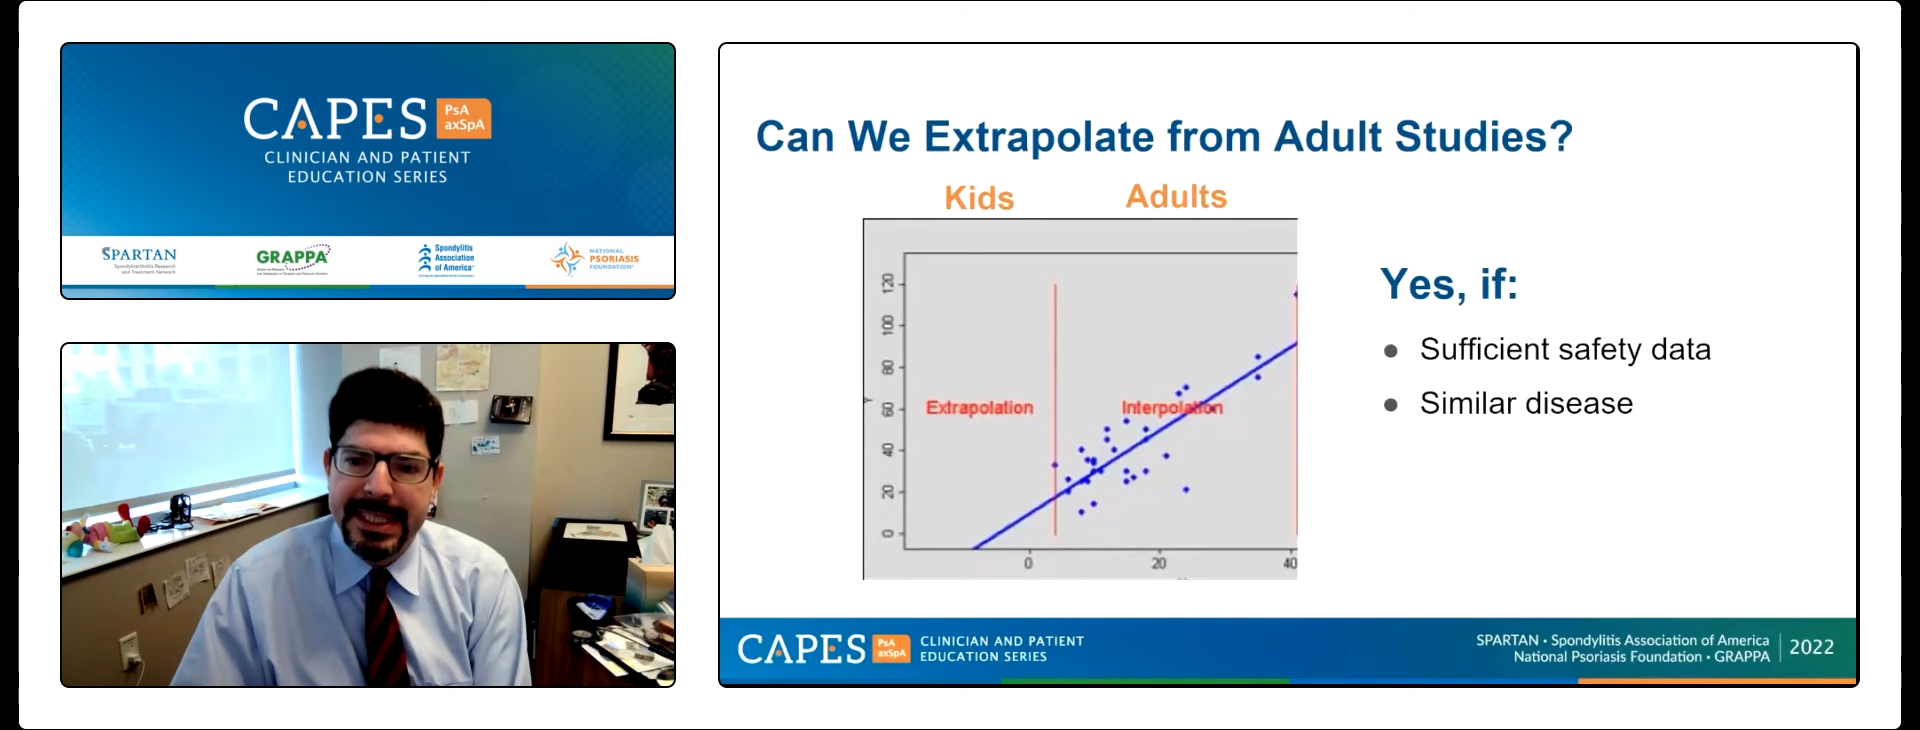 CAPES PsA axSpA
CLINICIAN AND PATIENT
EDUCATION SERIES
SPARTAN
Spondyloarthritis Research
and Treatment Network
GRAPPA
Spondylitis
Association
of America
NATIONAL
PSORIASIS
FOUNDATION
Can We Extrapolate from Adult Studies?
Kids Adults
120
100
80
60
40
20
0
Y
Extrapolation Interpolation
0 20 40
Yes, if:
• Sufficient safety data
• Similar disease
CAPES PsA axSpA
CLINICIAN AND PATIENT
EDUCATION SERIES
SPARTAN • Spondylitis Association of America
National Psoriasis Foundation • GRAPPA
2022